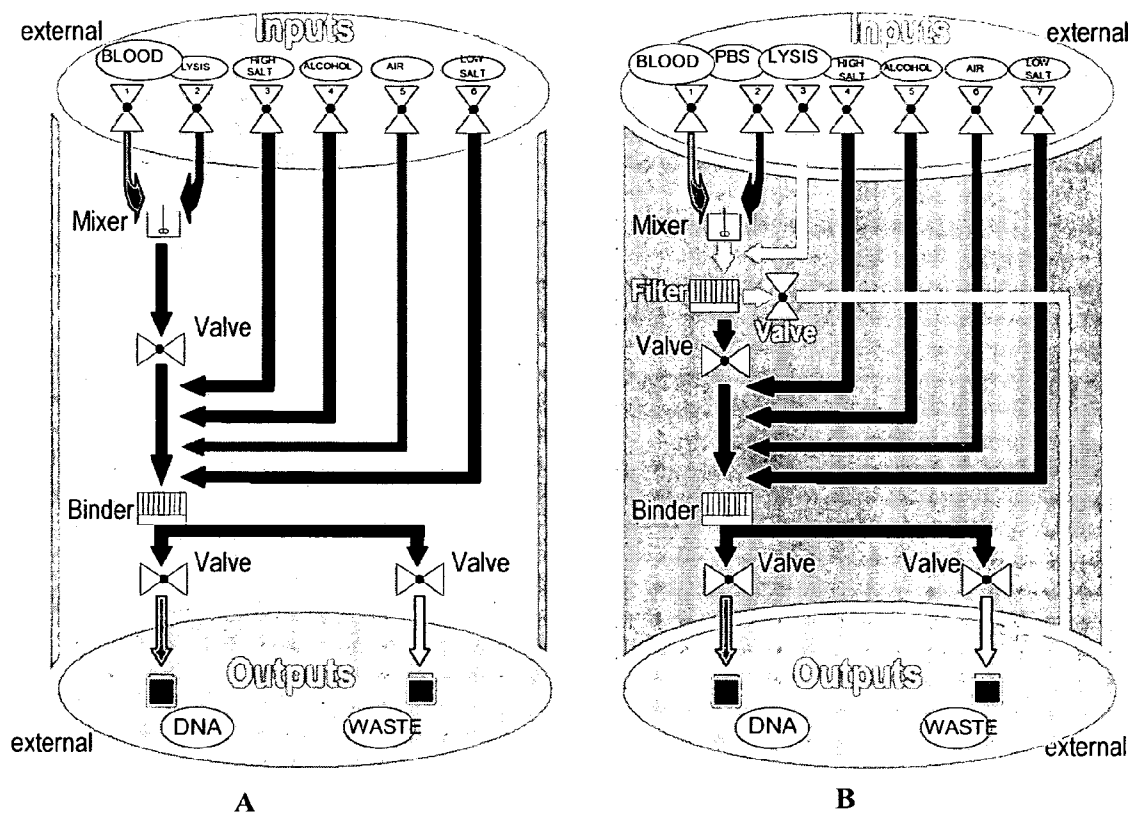 external
Inputs
BLOOD
LYSIS
HIGH
SALT
ALCOHOL
AIR
LOW
SALT
1 2 3 4 5 6
Mixer
Valve
Binder
Valve
Valve
Outputs
DNA
WASTE
external
A
Inputs
external
BLOOD
PBS
LYSIS
HIGH
SALT
ALCOHOL
AIR
LOW
SALT
1 2 3 4 5 6 7
Mixer
Filter
Valve
Valve
Binder
Valve
Valve
Outputs
DNA
WASTE
external
B